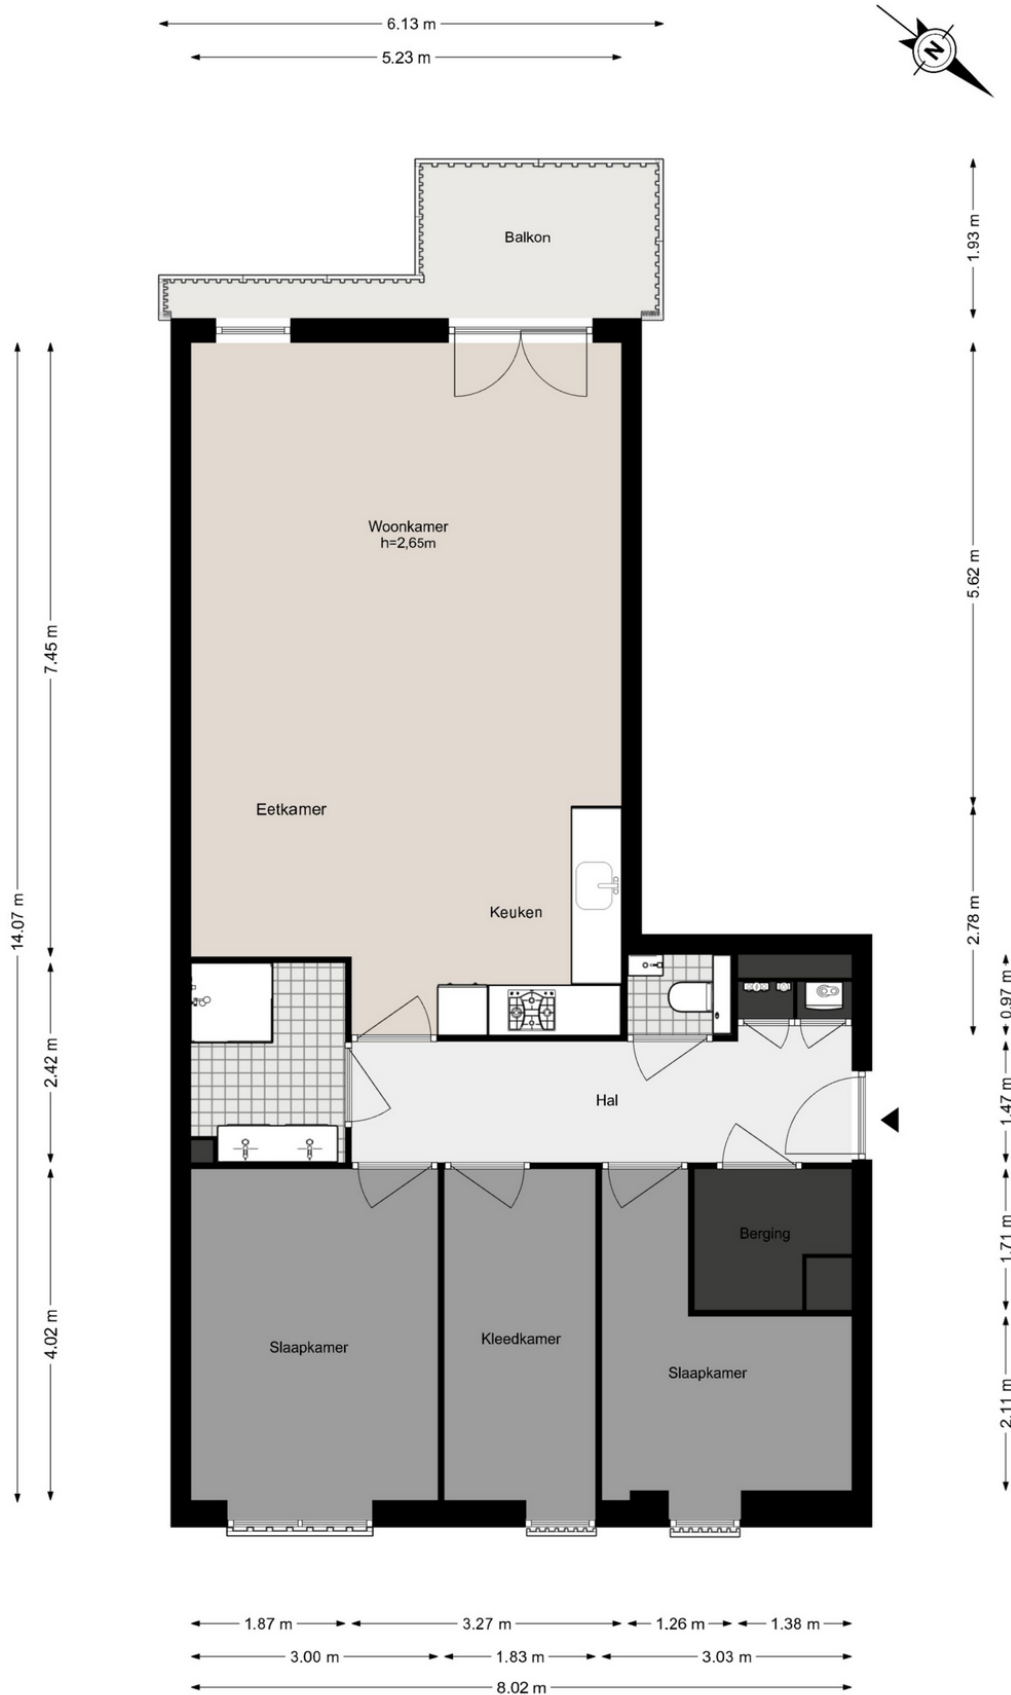 6.13 m
5.23 m
N
Balkon
1.93 m
Woonkamer
h=2,65m
5.62 m
7.45 m
Eetkamer
Keuken
14.07 m
2.78 m
0.97 m
2.42 m
Hal
1.47 m
Berging
1.71 m
4.02 m
Slaapkamer
Kleedkamer
Slaapkamer
2.11 m
1.87 m
3.27 m
1.26 m
1.38 m
3.00 m
1.83 m
3.03 m
8.02 m